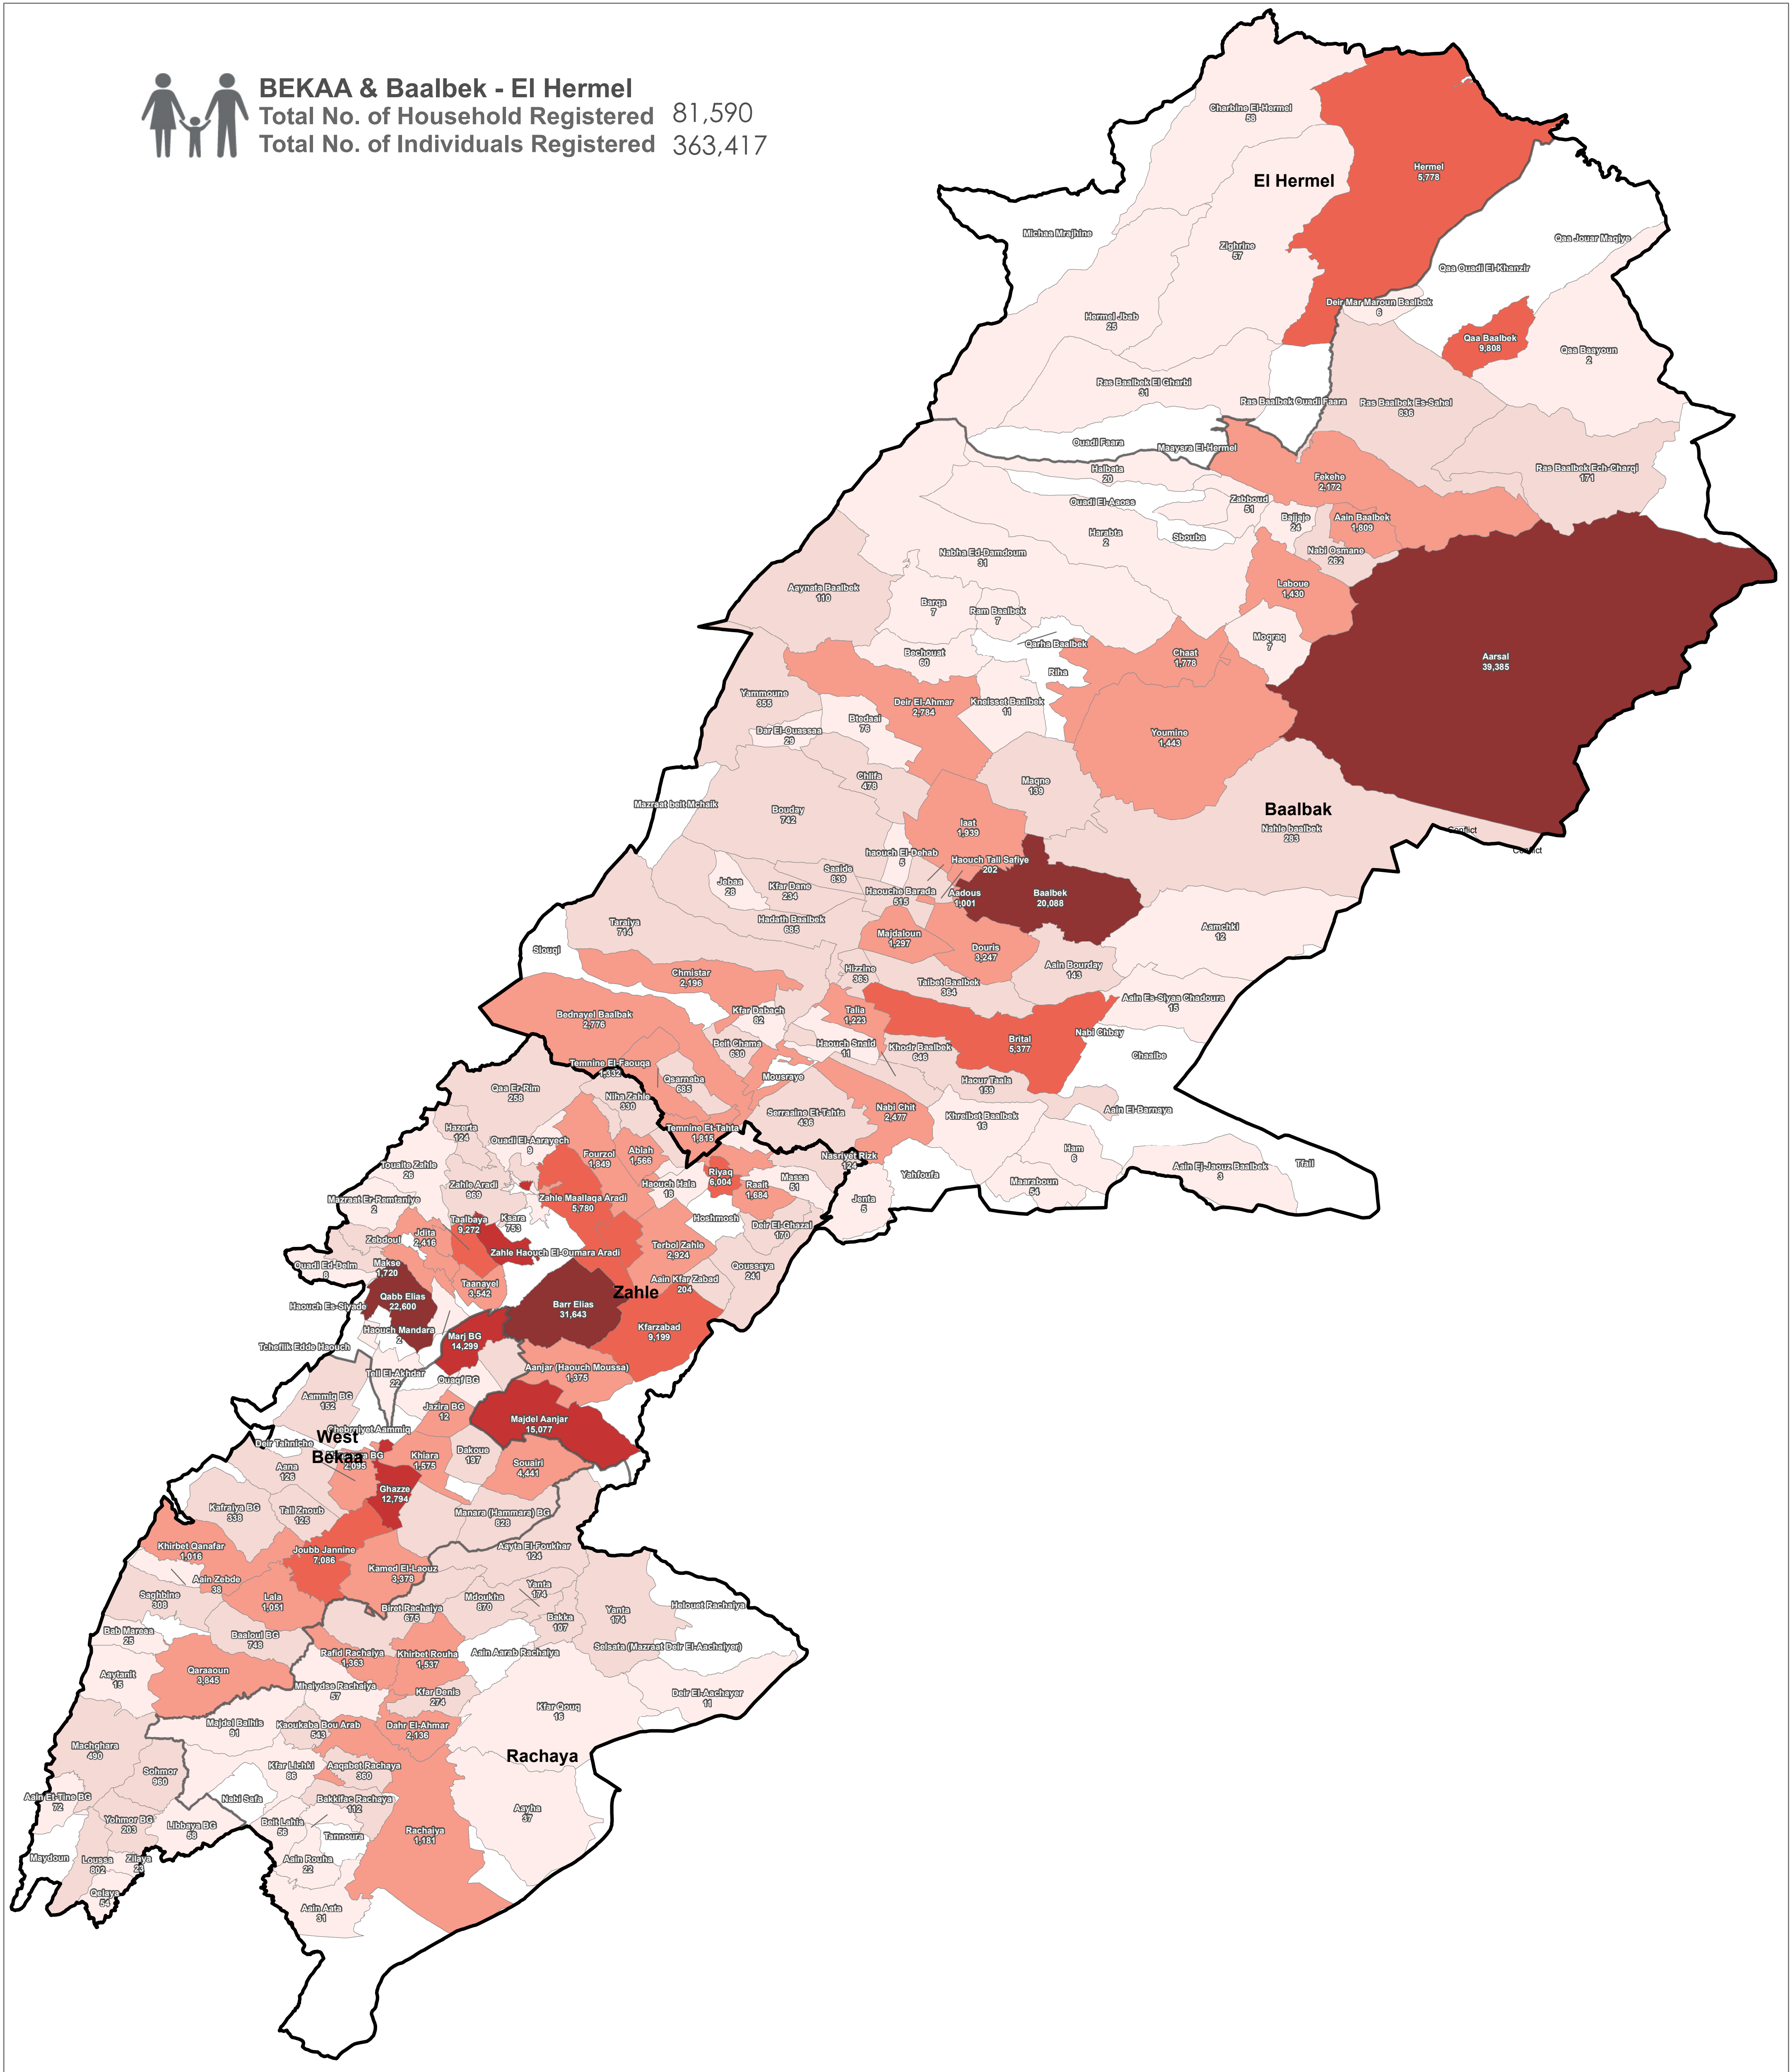 BEKAA & Baalbek - El Hermel
Total No. of Household Registered 81,590
Total No. of Individuals Registered 363,417
Charbine El-Hermel
58
Hermel
5,778
El Hermel
Michaa Mrajhine
Zighrine
57
Qaa Jouar Maqiye
Qaa Ouadi El-Khanzir
Deir Mar Maroun Baalbek
6
Hermel Jbab
25
Qaa Baalbek
9,808
Qaa Baayoun
2
Ras Baalbek El Gharbi
31
Ras Baalbek Ouadi Faara
Ras Baalbek Es-Sahel
836
Ouadi Faara
Maaysra El-Hermel
Halbata
20
Fekehe
2,172
Ras Baalbek Ech-Charqi
171
Ouadi El-Aaoss
Zabboud
51
Bajjaje
24
Aain Baalbek
1,809
Harabta
2
Sbouba
Nabi Osmane
262
Nabha Ed-Damdoum
31
Aaynata Baalbek
110
Laboue
1,430
Barqa
7
Ram Baalbek
7
Moqraq
7
Qarha Baalbek
Bechouat
60
Chaat
1,778
Aarsal
39,385
Riha
Yammoune
355
Deir El-Ahmar
2,784
Kneisset Baalbek
11
Btedaai
76
Dar El-Ouassaa
29
Youmine
1,443
Chlifa
478
Maqne
139
Mazraat beit Mchaik
Bouday
742
Baalbak
Nahle baalbek
283
Iaat
1,939
Conflict
Conflict
haouch El-Dehab
5
Haouch Tall Safiye
202
Saaide
839
Jebaa
28
Kfar Dane
234
Haouche Barada
515
Aadous
1,001
Baalbek
20,088
Taraiya
714
Hadath Baalbek
685
Majdaloun
1,297
Aamchki
12
Slouqi
Douris
3,247
Aain Bourday
143
Chmistar
2,196
Hizzine
363
Taibet Baalbek
364
Aain Es-Siyaa Chadoura
15
Bednayel Baalbak
2,776
Kfar Dabach
82
Talia
1,223
Nabi Chbay
Brital
5,377
Beit Chama
630
Haouch Snaid
11
Khodr Baalbek
646
Chaaibe
Temnine El-Faouqa
1,332
Qsarnaba
685
Mousraye
Haour Taala
159
Qaa Er-Rim
258
Niha Zahle
330
Serraaine Et-Tahta
436
Nabi Chit
2,477
Khreibet Baalbek
16
Aain El-Barnaya
Hazerta
124
Temnine Et-Tahta
1,815
Ouadi El-Aarayech
9
Fourzol
1,849
Ablah
1,566
Nasriyet Rizk
124
Ham
6
Touaite Zahle
26
Riyaq
6,004
Massa
51
Yahfoufa
Aain Ej-Jaouz Baalbek
3
Tfail
Zahle Aradi
969
Haouch Hala
18
Raait
1,684
Maaraboun
54
Mazraat Er-Romtaniye
2
Zahle Maallaqa Aradi
5,780
Jenta
5
Taalbaya
9,272
Ksara
753
Hoshmosh
Deir El-Ghazal
170
Jdita
2,416
Zebdoul
Zahle Haouch El-Oumara Aradi
Terbol Zahle
2,924
Ouadi Ed-Delm
8
Makse
1,720
Qoussaya
241
Taanayel
3,542
Aain Kfar Zabad
204
Zahle
Haouch Es-Siyade
Qabb Elias
22,600
Barr Elias
31,643
Haouch Mandara
2
Marj BG
14,299
Kfarzabad
9,199
Tcheflik Edde Haouch
Tell El-Akhdar
22
Ouaqf BG
Aanjar (Haouch Moussa)
1,375
Aammiq BG
152
Jazira BG
12
Majdel Aanjar
15,077
Chebrqiyet Aammiq
West
Bekaa
Deir Tahniche
BG
2,095
Khiara
1,575
Dakoue
197
Souairi
4,441
Aana
126
Ghazze
12,794
Kafraiya BG
338
Tall Znoub
125
Manara (Hammara) BG
828
Khirbet Qanafar
1,016
Joubb Jannine
7,086
Aayta El-Foukhar
124
Kamed El-Laouz
3,378
Aain Zebde
38
Yanta
174
Saghbine
308
Lala
1,051
Mdoukha
870
Biret Rachaiya
675
Bakka
107
Yanta
174
Helouet Rachaiya
Bab Mareaa
25
Baaloul BG
748
Aain Aarab Rachaiya
Selsata (Mazraat Deir El-Aachaiyer)
Rafid Rachaiya
1,363
Khirbet Rouha
1,537
Aaytanit
15
Qaraaoun
3,845
Mhaiydse Rachaiya
57
Kfar Denis
274
Deir El-Aachayer
11
Kfar Qouq
16
Majdel Balhis
91
Kaoukaba Bou Arab
543
Dahr El-Ahmar
2,136
Machghara
490
Rachaya
Sohmor
960
Kfar Lichki
86
Aaqabet Rachaya
360
Aain Et-Tine BG
72
Nabi Safa
Bakkifac Rachaya
112
Aayha
37
Yohmor BG
203
Libbaya BG
58
Beit Lahia
56
Tannoura
Rachaiya
1,181
Maydoun
Loussa
802
Zilaya
23
Aain Rouha
22
Qelaya
54
Aain Aata
31